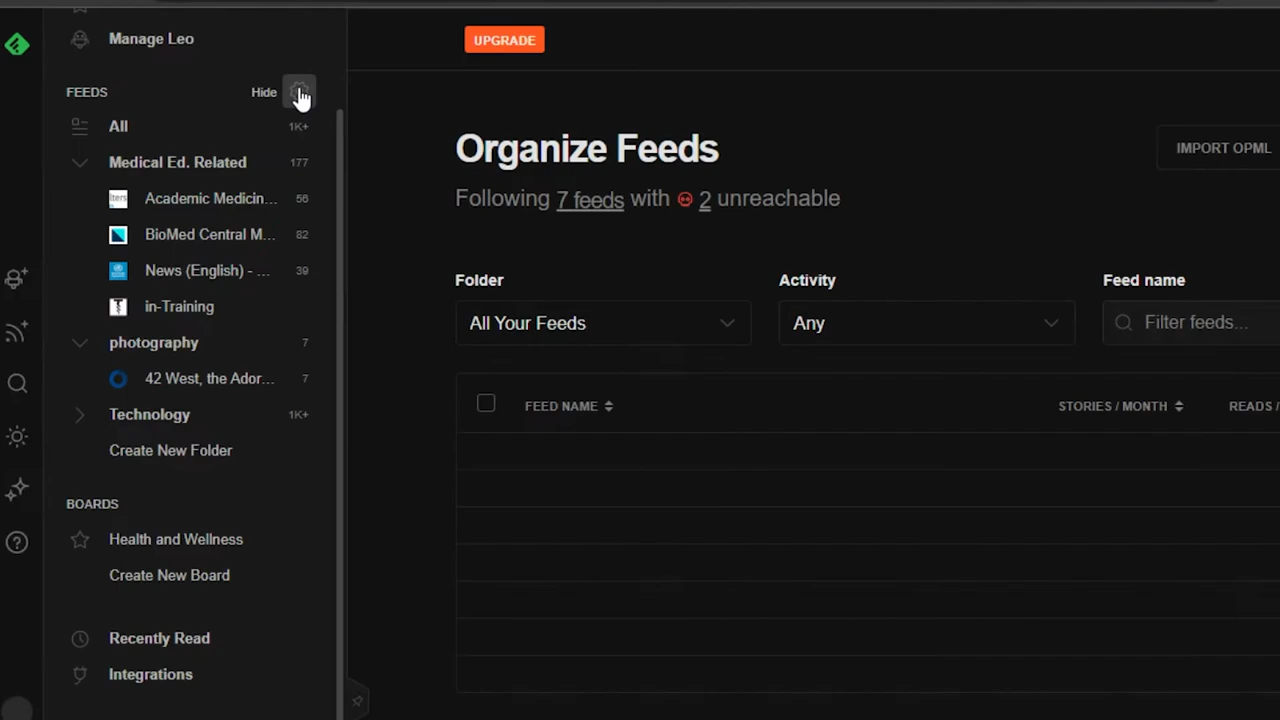 Manage Leo
UPGRADE
FEEDS Hide
All 1K+
Medical Ed. Related 177
Academic Medicin... 56
BioMed Central M... 82
News (English) - ... 39
in-Training
photography 7
42 West, the Ador... 7
Technology 1K+
Create New Folder
BOARDS
Health and Wellness
Create New Board
Recently Read
Integrations
Organize Feeds
IMPORT OPML
Following 7 feeds with 2 unreachable
Folder Activity Feed name
All Your Feeds Any Filter feeds...
FEED NAME STORIES / MONTH READS /